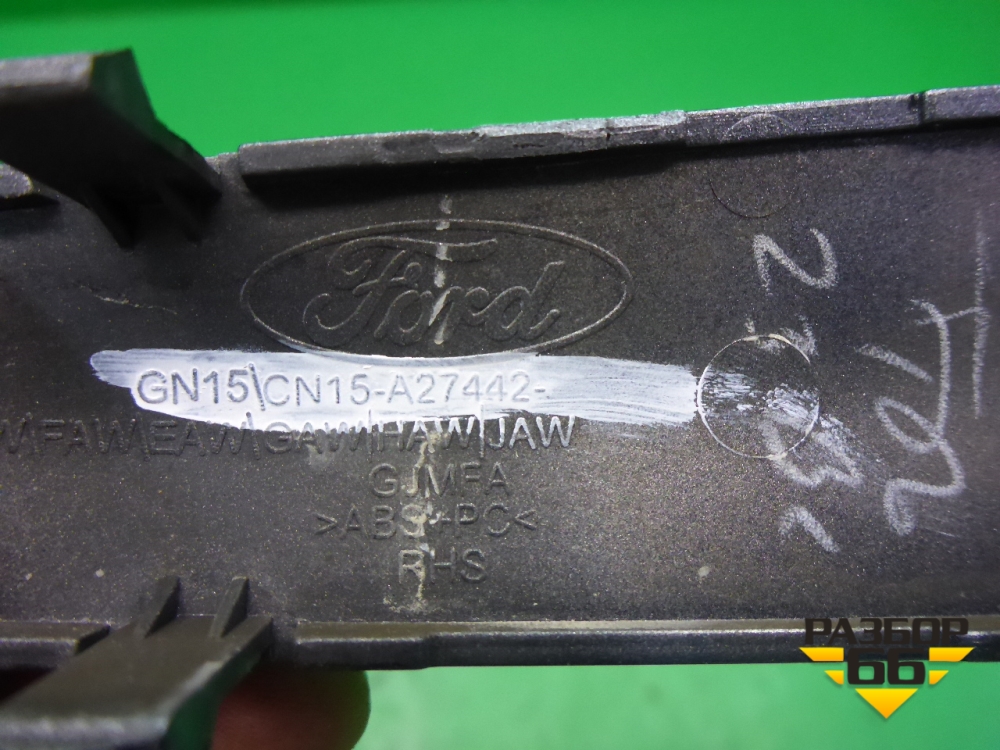 Ford
GN15\CN15-A27442-
W\FAW\EAW\GAW\HAW\JAW
GJMFA
>ABS+PC<
RHS
РАЗБОР
66